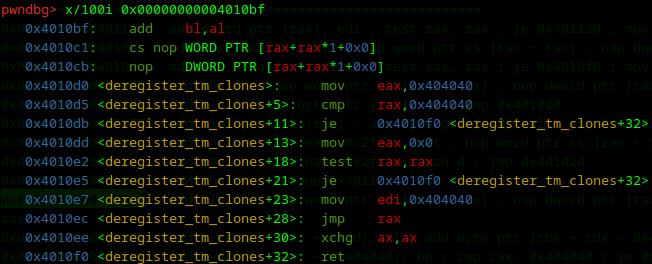 pwndbg> x/100i 0x00000000004010bf
0x4010bf: add bl,al
0x4010c1: cs nop WORD PTR [rax+rax*1+0x0]
0x4010cb: nop DWORD PTR [rax+rax*1+0x0]
0x4010d0 <deregister_tm_clones>: mov eax,0x404040
0x4010d5 <deregister_tm_clones+5>: cmp rax,0x404040
0x4010db <deregister_tm_clones+11>: je 0x4010f0 <deregister_tm_clones+32>
0x4010dd <deregister_tm_clones+13>: mov eax,0x0
0x4010e2 <deregister_tm_clones+18>: test rax,rax
0x4010e5 <deregister_tm_clones+21>: je 0x4010f0 <deregister_tm_clones+32>
0x4010e7 <deregister_tm_clones+23>: mov edi,0x404040
0x4010ec <deregister_tm_clones+28>: jmp rax
0x4010ee <deregister_tm_clones+30>: xchg ax,ax
0x4010f0 <deregister_tm_clones+32>: ret